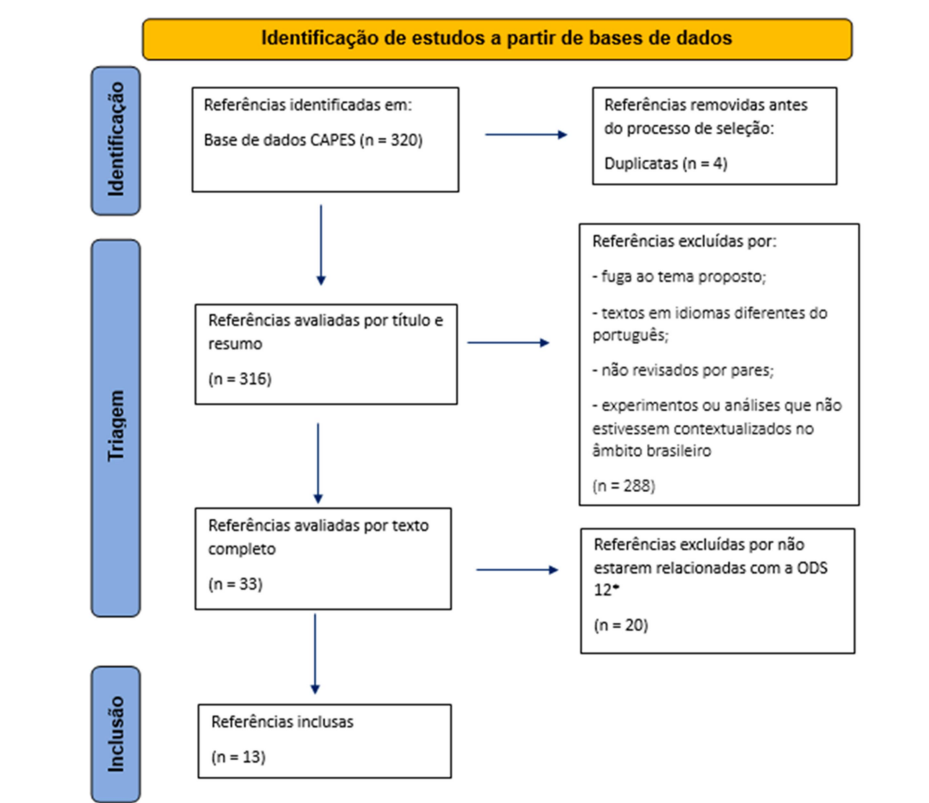 Identificação de estudos a partir de bases de dados
Identificação
Referências identificadas em:
Base de dados CAPES (n = 320)
Referências removidas antes
do processo de seleção:
Duplicatas (n = 4)
Triagem
Referências avaliadas por título e
resumo
(n = 316)
Referências excluídas por:
- fuga ao tema proposto;
- textos em idiomas diferentes do
português;
- não revisados por pares;
- experimentos ou análises que não
estivessem contextualizados no
âmbito brasileiro
(n = 288)
Referências avaliadas por texto
completo
(n = 33)
Referências excluídas por não
estarem relacionadas com a ODS
12*
(n = 20)
Inclusão
Referências inclusas
(n = 13)